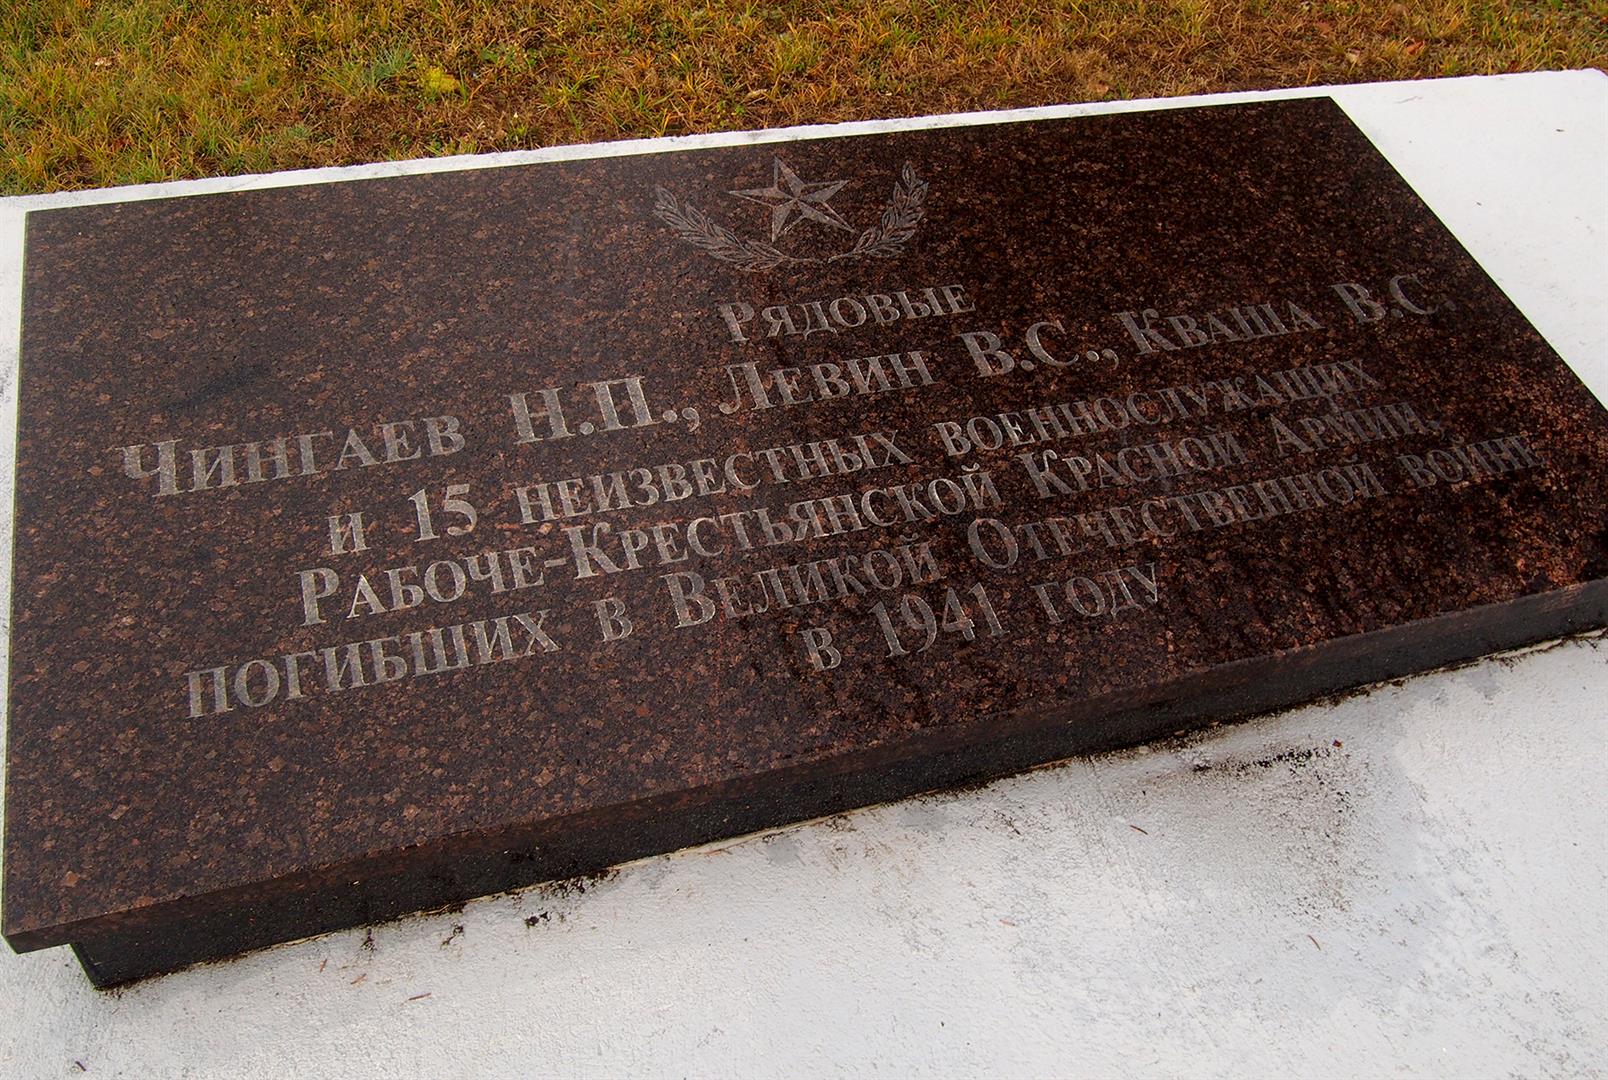 Рядовые
Чингаев Н.П., Левин В.С., Кваша В.С.
и 15 неизвестных военнослужащих
Рабоче-Крестьянской Красной Армии,
погибших в Великой Отечественной войне
в 1941 году